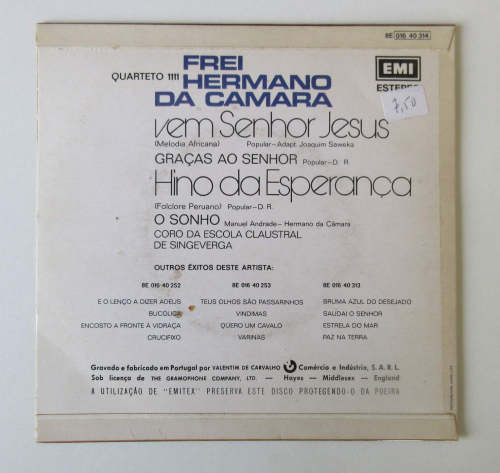 8E 016 40 314
FREI
QUARTETO 1111 HERMANO
DA CÂMARA
EMI
ESTEREO
7,50
Vem Senhor Jesus
(Melodia Africana) Popular-Adapt. Joaquim Saweka
GRAÇAS AO SENHOR Popular-D. R.
Hino da Esperança
(Folclore Peruano) Popular-D. R.
O SONHO Manuel Andrade-Hermano da Câmara
CORO DA ESCOLA CLAUSTRAL
DE SINGEVERGA
OUTROS ÊXITOS DESTE ARTISTA:
8E 016 40 252 8E 016 40 253 8E 016 40 313
E O LENÇO A DIZER ADEUS TEUS OLHOS SÃO PASSARINHOS BRUMA AZUL DO DESEJADO
BUCÓLICA VINDIMAS SAUDAI O SENHOR
ENCOSTO A FRONTE À VIDRAÇA QUERO UM CAVALO ESTRELA DO MAR
CRUCIFIXO VARINAS PAZ NA TERRA
Gravado e fabricado em Portugal por VALENTIM DE CARVALHO Comércio e Indústria, S. A. R. L.
Sob licença de THE GRAMOPHONE COMPANY, LTD. — Hayes — Middlesex — England
A UTILIZAÇÃO DE "EMITEX" PRESERVA ESTE DISCO PROTEGENDO-O DA POEIRA